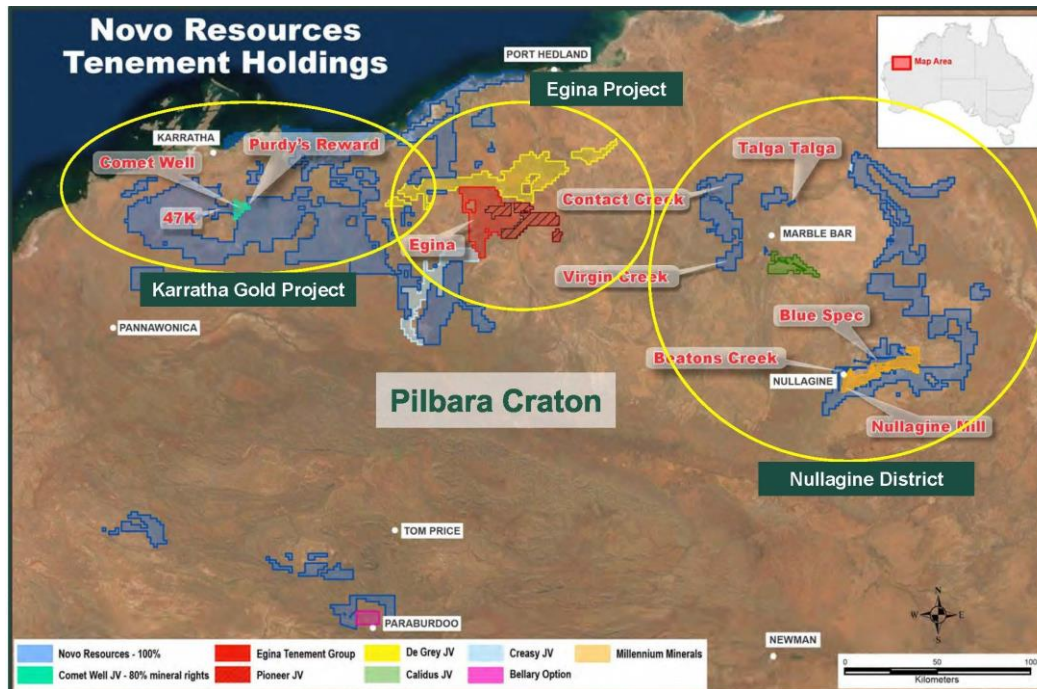 Novo Resources
Tenement Holdings
PORT HEDLAND
Map Area
Egina Project
KARRATHA
Comet Well
Purdy's Reward
Talga Talga
47K
Contact Creek
MARBLE BAR
Egina
Virgin Creek
Karratha Gold Project
PANNAWONICA
Blue Spec
Beatons Creek
NULLAGINE
Pilbara Craton
Nullagine Mill
Nullagine District
TOM PRICE
PARABURDOO
NEWMAN
N
W E
S
Novo Resources - 100%
Egina Tenement Group
De Grey JV
Creasy JV
Millennium Minerals
Comet Well JV - 80% mineral rights
Pioneer JV
Calidus JV
Bellary Option
0 50 100
Kilometers